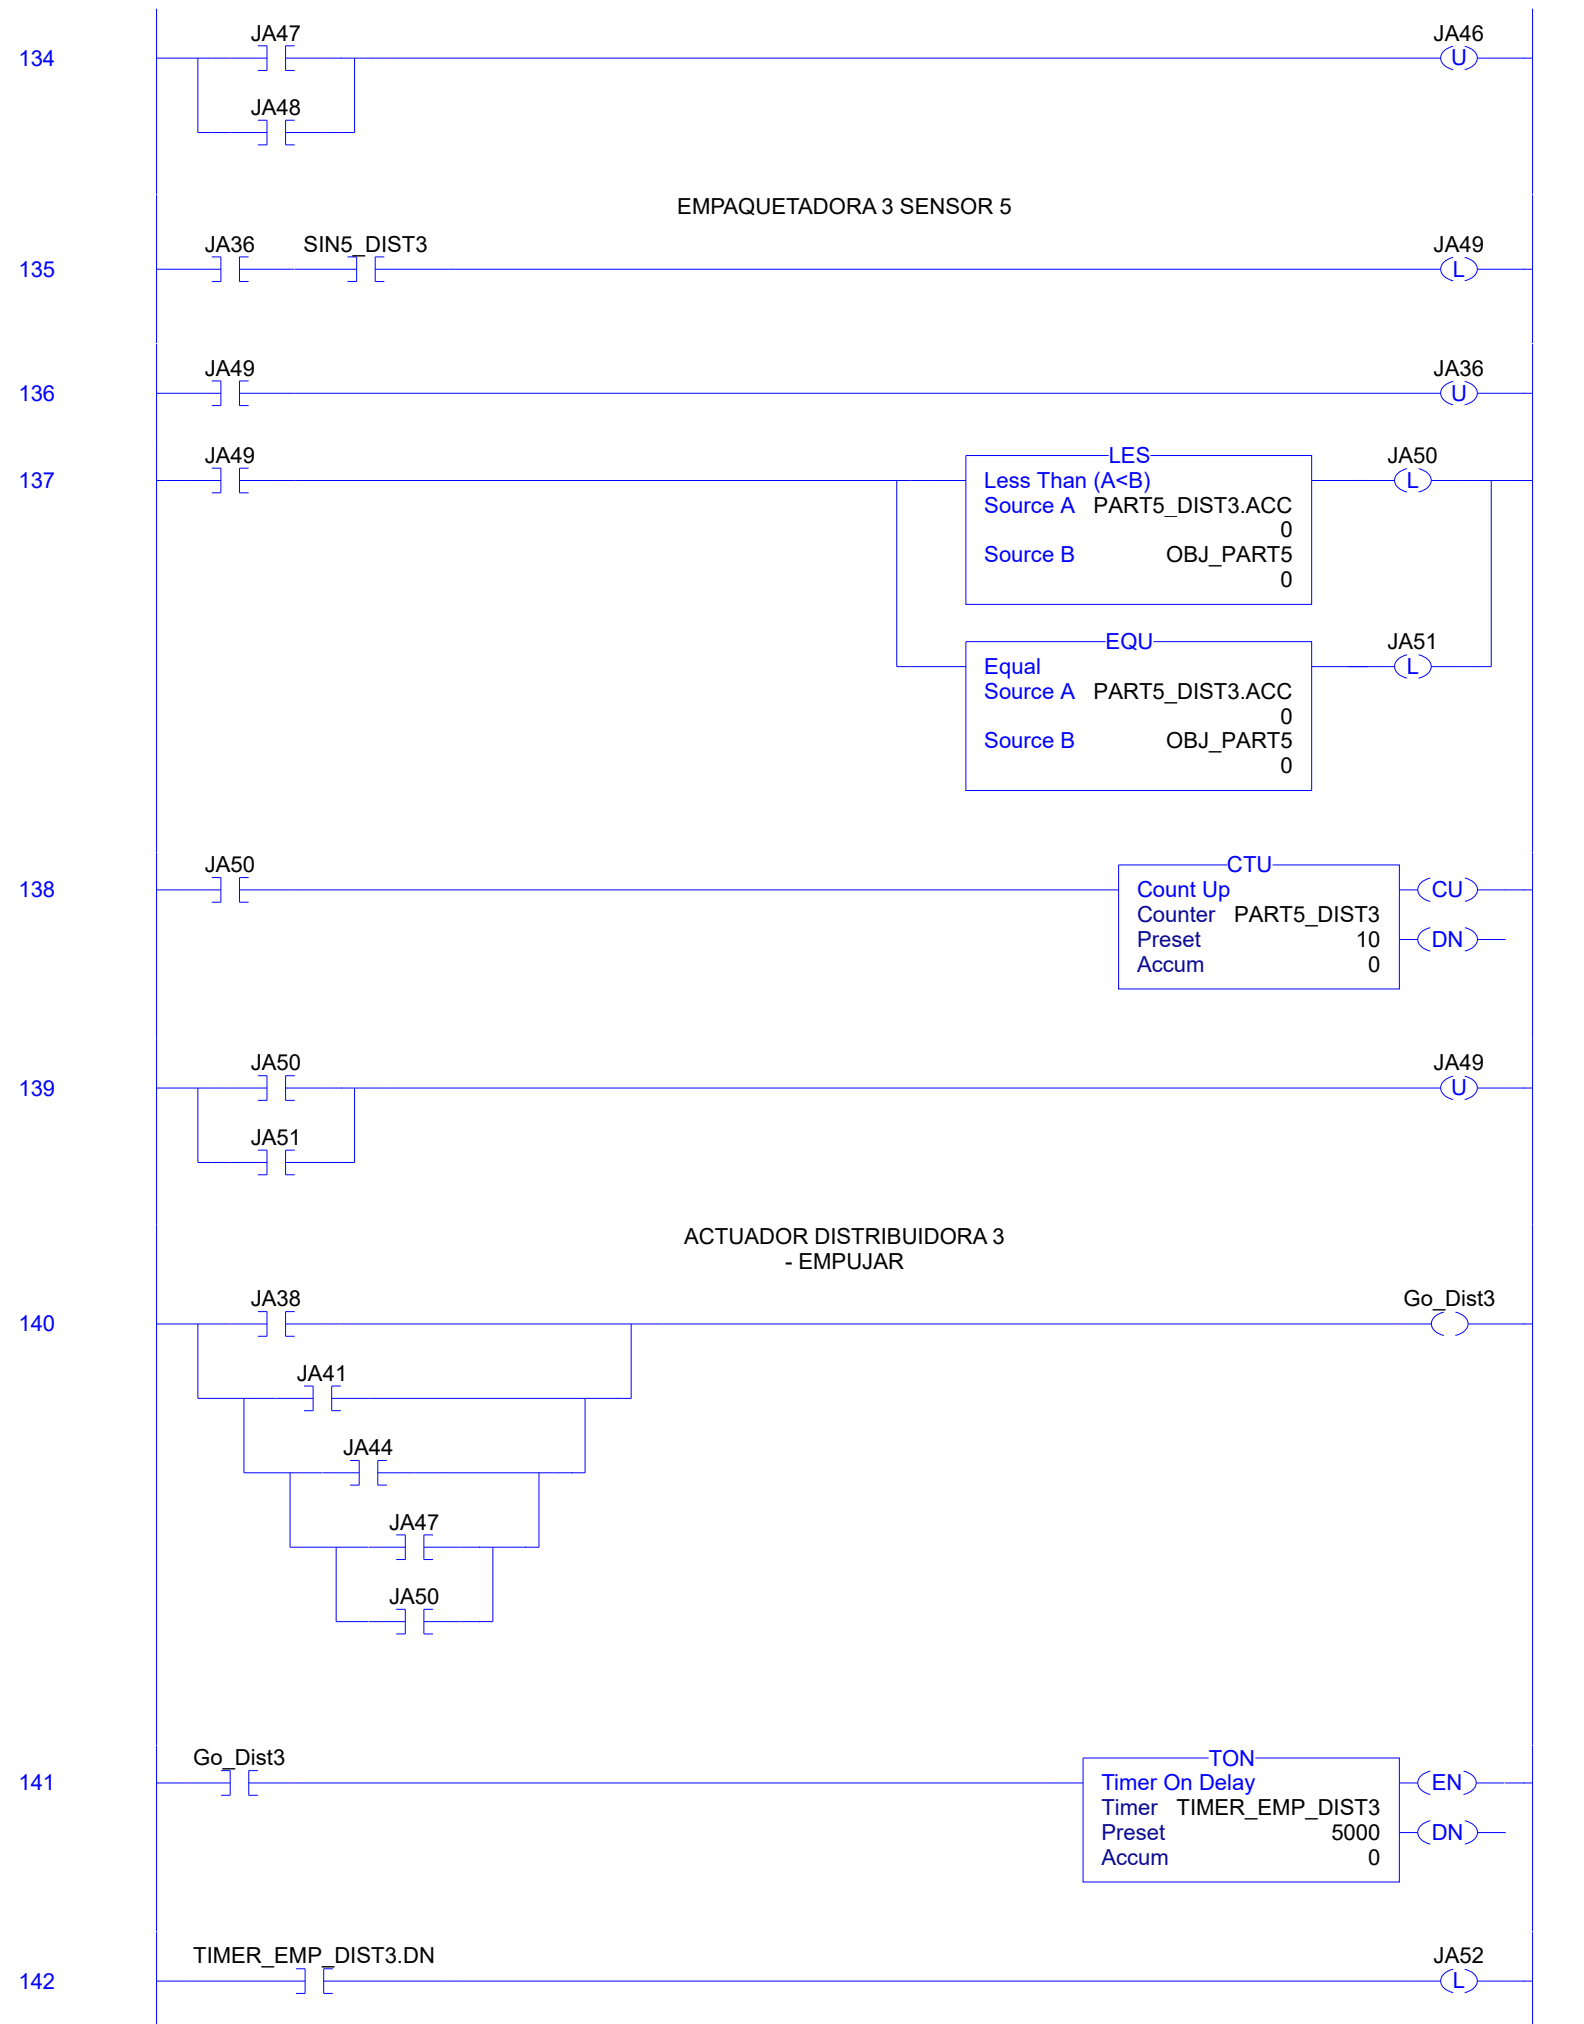 JA47
JA46
134
U
JA48
EMPAQUETADORA 3 SENSOR 5
JA36
SIN5_DIST3
JA49
135
L
JA49
JA36
136
U
JA49
LES
JA50
137
Less Than (A<B)
L
Source A PART5_DIST3.ACC
0
Source B OBJ_PART5
0
EQU
JA51
Equal
L
Source A PART5_DIST3.ACC
0
Source B OBJ_PART5
0
JA50
CTU
138
Count Up
CU
Counter PART5_DIST3
Preset 10
DN
Accum 0
JA50
JA49
139
U
JA51
ACTUADOR DISTRIBUIDORA 3
- EMPUJAR
JA38
Go_Dist3
140
JA41
JA44
JA47
JA50
Go_Dist3
TON
141
Timer On Delay
EN
Timer TIMER_EMP_DIST3
Preset 5000
DN
Accum 0
TIMER_EMP_DIST3.DN
JA52
142
L